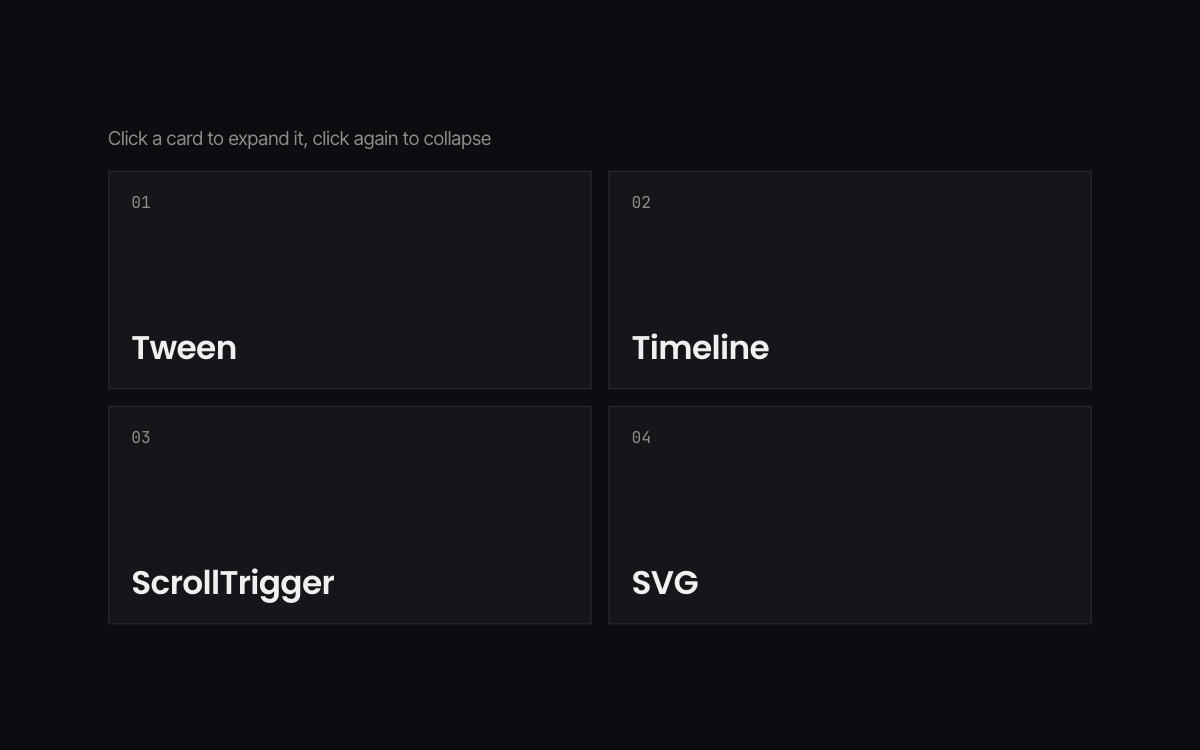 Click a card to expand it, click again to collapse
01
02
Tween
Timeline
03
04
ScrollTrigger
SVG